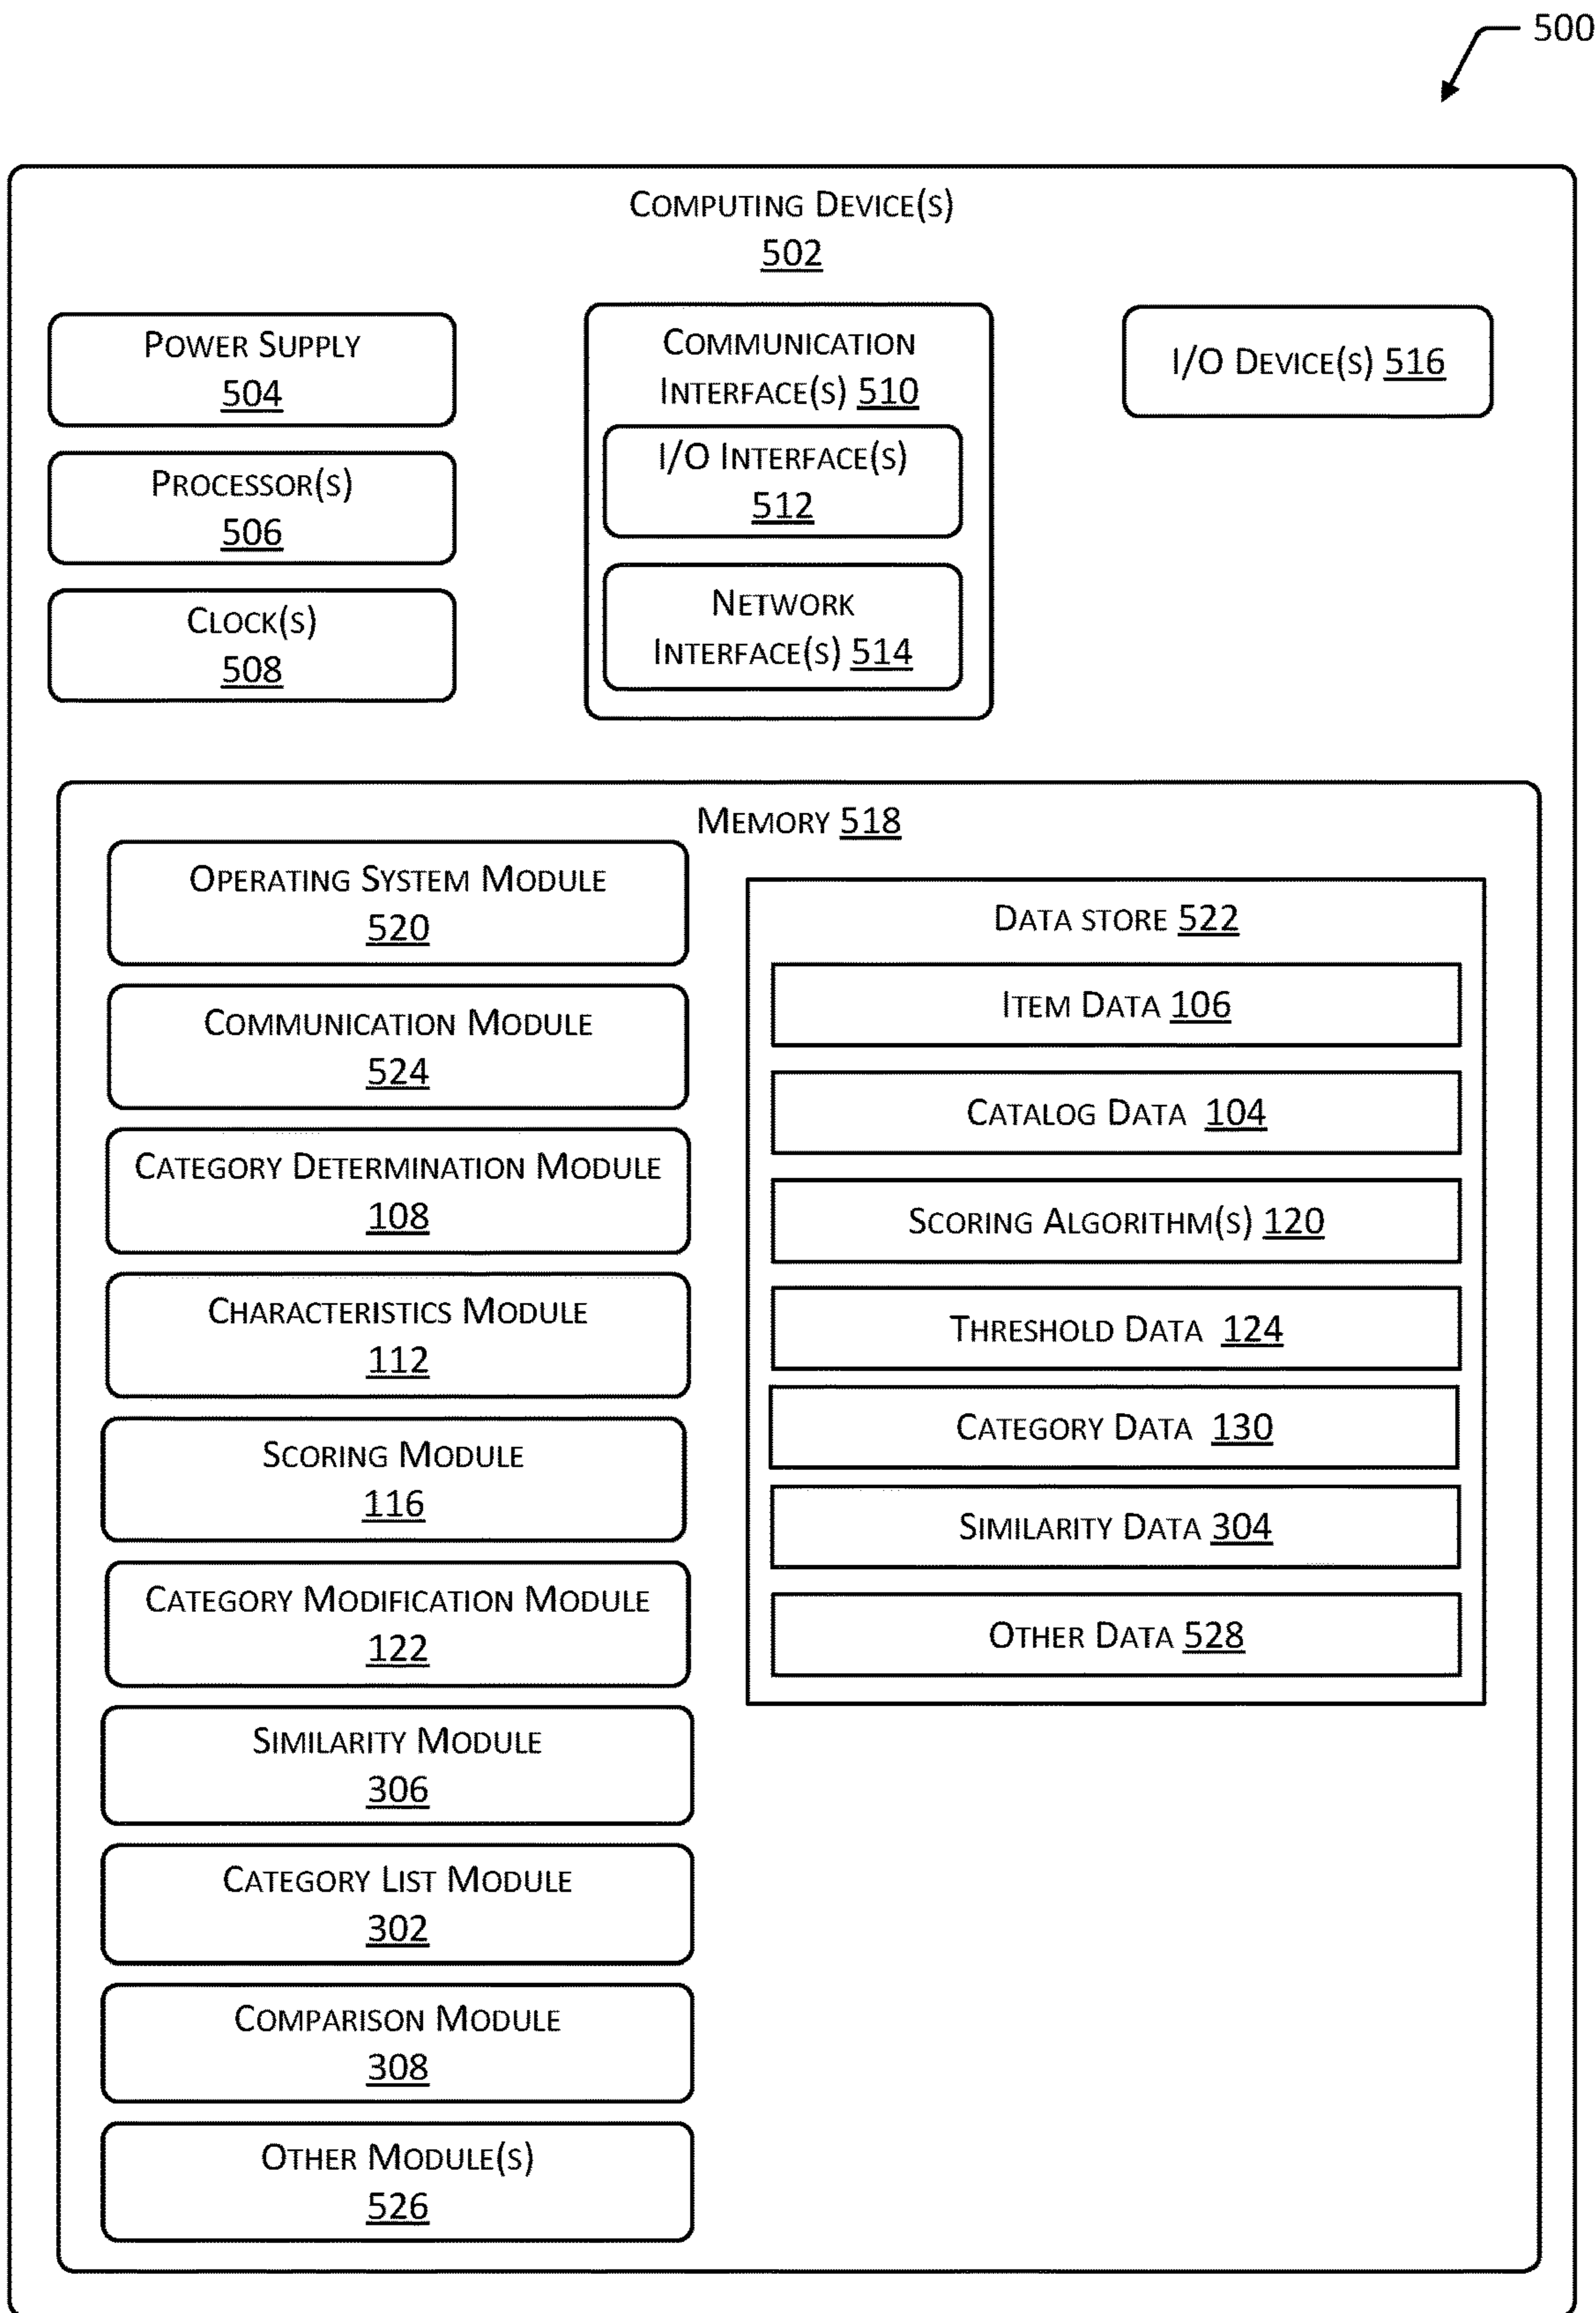 500
COMPUTING DEVICE(S)
502
POWER SUPPLY
504
PROCESSOR(S)
506
CLOCK(S)
508
COMMUNICATION
INTERFACE(S) 510
I/O INTERFACE(S)
512
NETWORK
INTERFACE(S) 514
I/O DEVICE(S) 516
MEMORY 518
OPERATING SYSTEM MODULE
520
COMMUNICATION MODULE
524
CATEGORY DETERMINATION MODULE
108
CHARACTERISTICS MODULE
112
SCORING MODULE
116
CATEGORY MODIFICATION MODULE
122
SIMILARITY MODULE
306
CATEGORY LIST MODULE
302
COMPARISON MODULE
308
OTHER MODULE(S)
526
DATA STORE 522
ITEM DATA 106
CATALOG DATA 104
SCORING ALGORITHM(S) 120
THRESHOLD DATA 124
CATEGORY DATA 130
SIMILARITY DATA 304
OTHER DATA 528